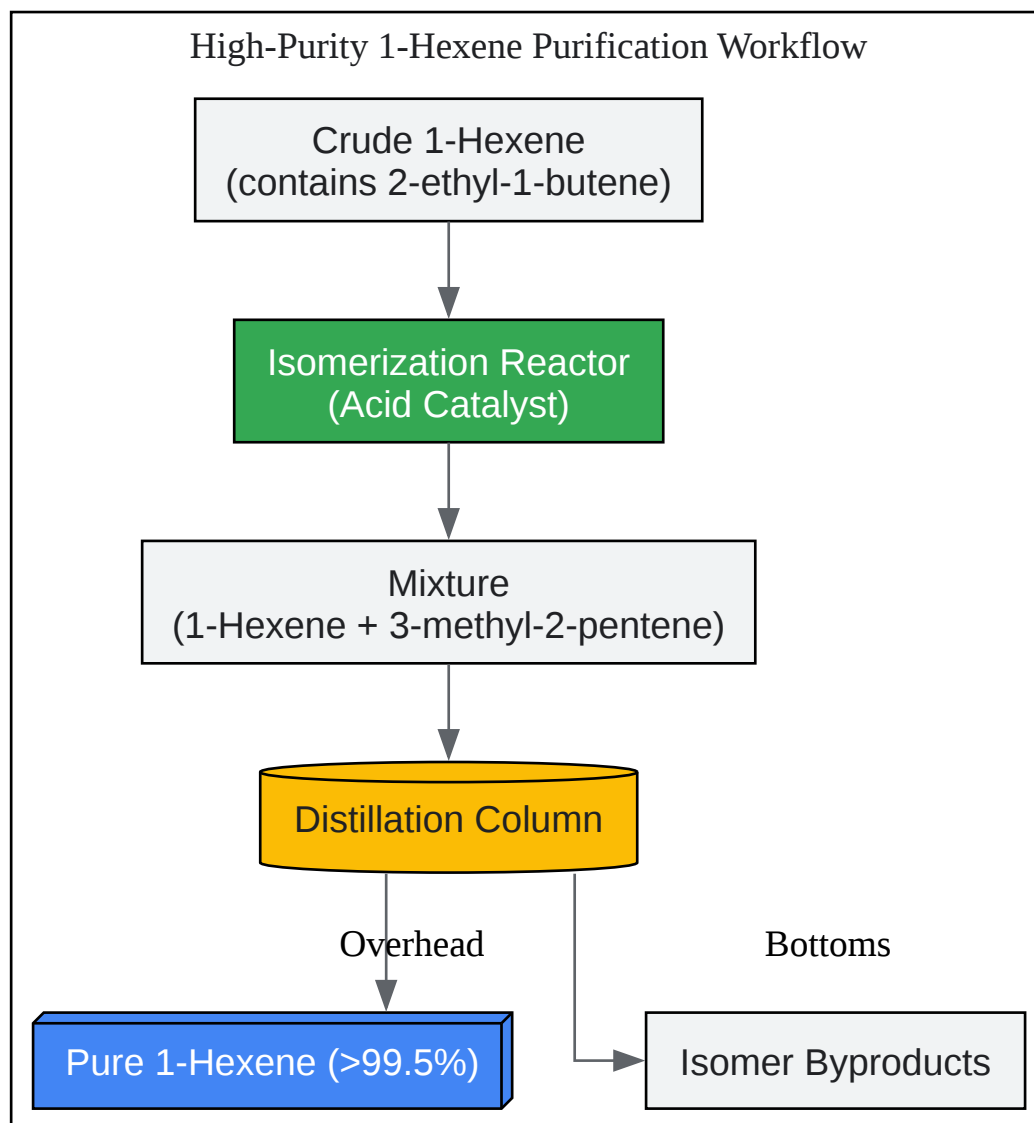 High-Purity 1-Hexene Purification Workflow
Crude 1-Hexene
(contains 2-ethyl-1-butene)
Isomerization Reactor
(Acid Catalyst)
Mixture
(1-Hexene + 3-methyl-2-pentene)
Distillation Column
Overhead
Bottoms
Pure 1-Hexene (>99.5%)
Isomer Byproducts